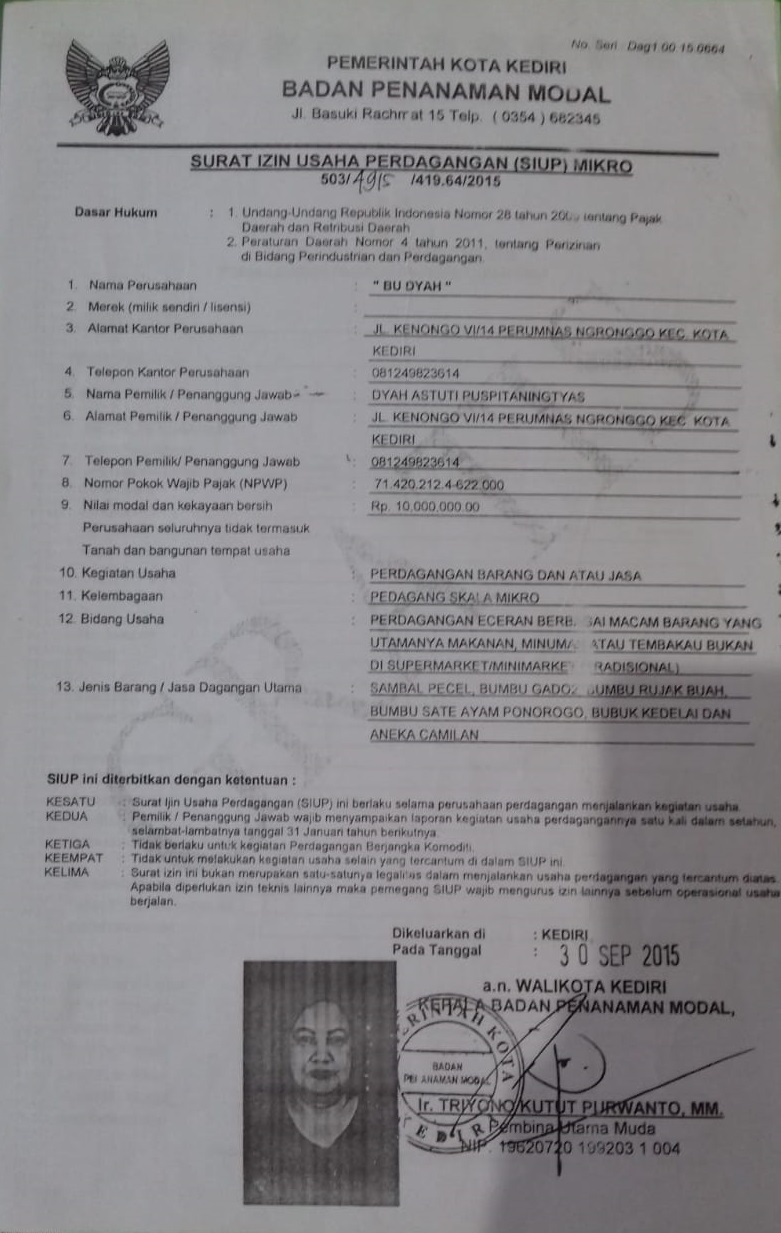 No. Seri Dag1 00 15 0664
PEMERINTAH KOTA KEDIRI
BADAN PENANAMAN MODAL
Jl. Basuki Rachmat 15 Telp. ( 0354 ) 682345
SURAT IZIN USAHA PERDAGANGAN (SIUP) MIKRO
503/4915 /419.64/2015
Dasar Hukum : 1. Undang-Undang Republik Indonesia Nomor 28 tahun tentang Pajak
Daerah dan Retribusi Daerah
2. Peraturan Daerah Nomor 4 tahun 2011, tentang Perizinan
di Bidang Perindustrian dan Perdagangan.
1. Nama Perusahaan : " BU DYAH "
2. Merek (milik sendiri / lisensi) :
3. Alamat Kantor Perusahaan : JL. KENONGO VI/14 PERUMNAS NGRONGGO KEC. KOTA
KEDIRI
4. Telepon Kantor Perusahaan : 081249823614
5. Nama Pemilik / Penanggung Jawab : DYAH ASTUTI PUSPITANINGTYAS
6. Alamat Pemilik / Penanggung Jawab : JL. KENONGO VI/14 PERUMNAS NGRONGGO KEC. KOTA
KEDIRI
7. Telepon Pemilik/ Penanggung Jawab : 081249823614
8. Nomor Pokok Wajib Pajak (NPWP) : 71.420.212.4-622.000
9. Nilai modal dan kekayaan bersih : Rp. 10.000.000.00
Perusahaan seluruhnya tidak termasuk
Tanah dan bangunan tempat usaha
10. Kegiatan Usaha : PERDAGANGAN BARANG DAN ATAU JASA
11. Kelembagaan : PEDAGANG SKALA MIKRO
12. Bidang Usaha : PERDAGANGAN ECERAN BERB GAI MACAM BARANG YANG
UTAMANYA MAKANAN, MINUMA ATAU TEMBAKAU BUKAN
DI SUPERMARKET/MINIMARKE RADISIONAL)
13. Jenis Barang / Jasa Dagangan Utama : SAMBAL PECEL, BUMBU GADO2, BUMBU RUJAK BUAH,
BUMBU SATE AYAM PONOROGO, BUBUK KEDELAI DAN
ANEKA CAMILAN
SIUP ini diterbitkan dengan ketentuan :
KESATU : Surat Ijin Usaha Perdagangan (SIUP) ini berlaku selama perusahaan perdagangan menjalankan kegiatan usaha.
KEDUA : Pemilik / Penanggung Jawab wajib menyampaikan laporan kegiatan usaha perdagangannya satu kali dalam setahun,
selambat-lambatnya tanggal 31 Januari tahun berikutnya.
KETIGA : Tidak berlaku untuk kegiatan Perdagangan Berjangka Komoditi.
KEEMPAT : Tidak untuk melakukan kegiatan usaha selain yang tercantum di dalam SIUP ini.
KELIMA : Surat izin ini bukan merupakan satu-satunya legalitas dalam menjalankan usaha perdagangan yang tercantum diatas.
Apabila diperlukan izin teknis lainnya maka pemegang SIUP wajib mengurus izin lainnya sebelum operasional usaha
berjalan.
Dikeluarkan di : KEDIRI
Pada Tanggal : 30 SEP 2015
a.n. WALIKOTA KEDIRI
KEPALA BADAN PENANAMAN MODAL,
BADAN
PENANAMAN MODAL
Ir. TRIYONO KUTUT PURWANTO, MM.
Pembina Utama Muda
NIP. 19620720 199203 1 004